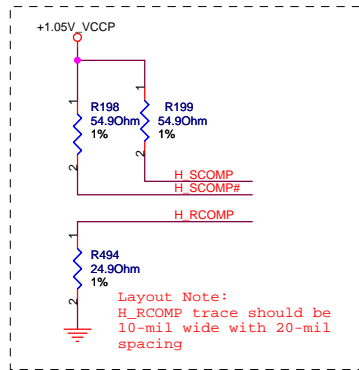 +1.05V_VCCP
1
R198
54.9Ohm
1%
2
1
R199
54.9Ohm
1%
2
H_SCOMP
H_SCOMP#
H_RCOMP
1
R494
24.9Ohm
1%
2
Layout Note:
H_RCOMP trace should be
10-mil wide with 20-mil
spacing